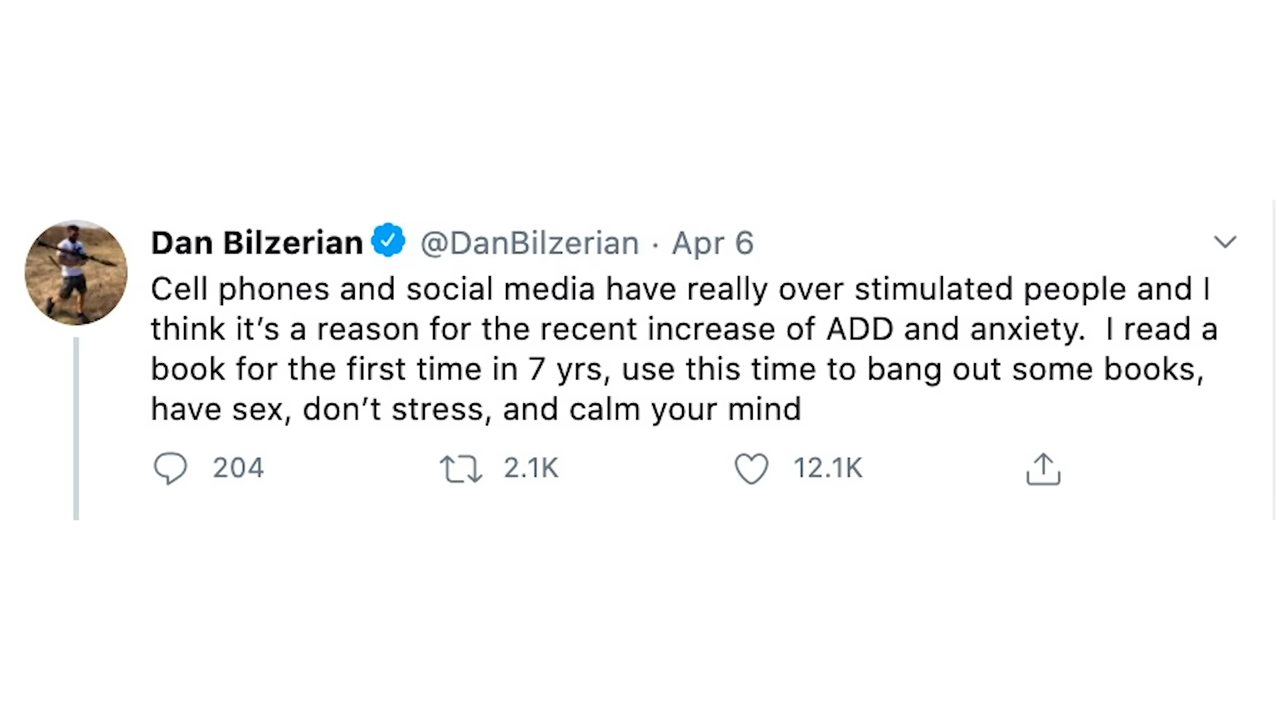 Dan Bilzerian @DanBilzerian · Apr 6
Cell phones and social media have really over stimulated people and I
think it’s a reason for the recent increase of ADD and anxiety.  I read a
book for the first time in 7 yrs, use this time to bang out some books,
have sex, don’t stress, and calm your mind
204 2.1K 12.1K